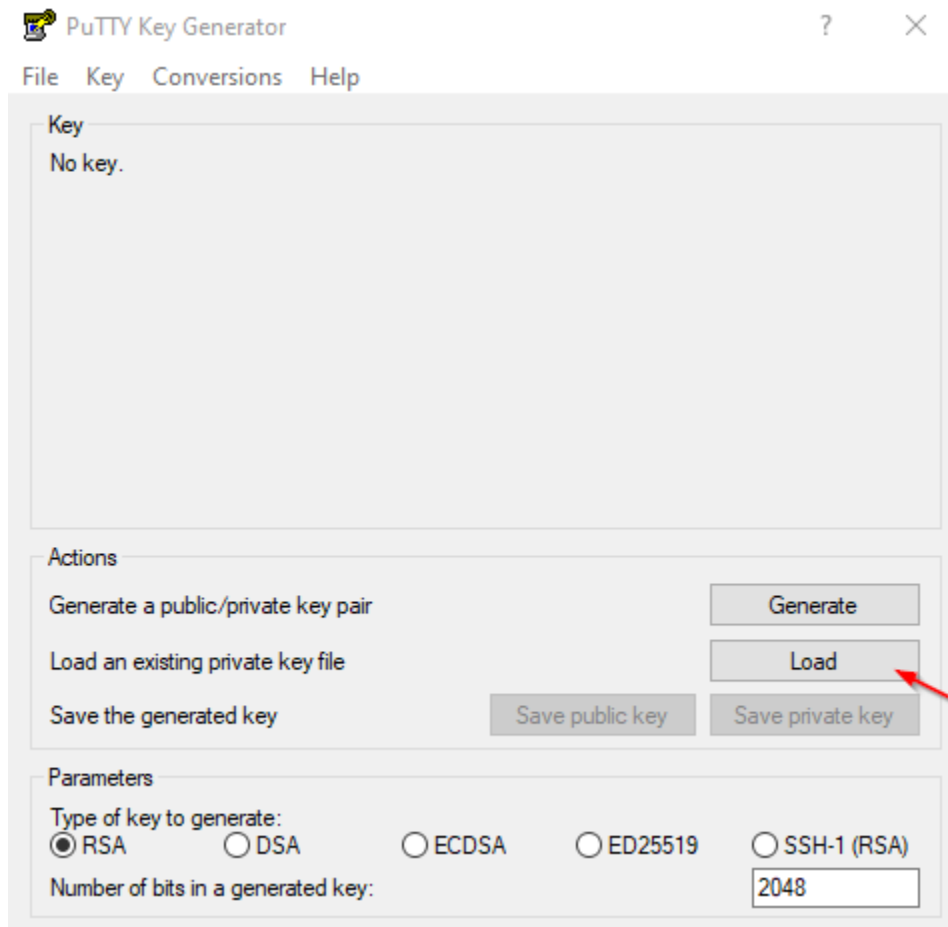 PuTTY Key Generator ?
File Key Conversions Help
Key
No key.
Actions
Generate a public/private key pair Generate
Load an existing private key file Load
Save the generated key Save public key Save private key
Parameters
Type of key to generate:
RSA DSA ECDSA ED25519 SSH-1 (RSA)
Number of bits in a generated key: 2048